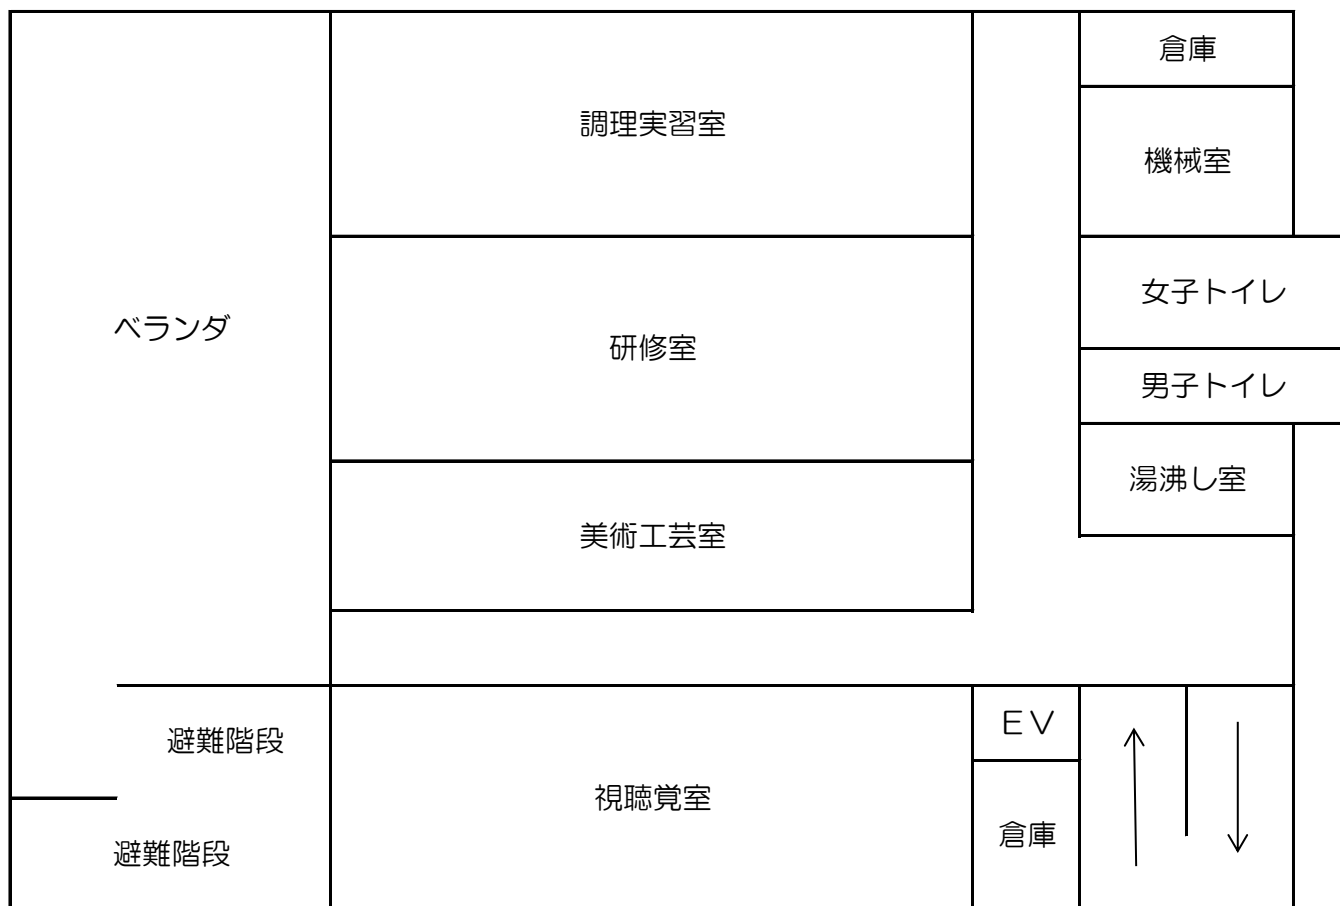 倉庫
調理実習室
機械室
女子トイレ
ベランダ
研修室
男子トイレ
湯沸し室
美術工芸室
EV
避難階段
視聴覚室
倉庫
避難階段